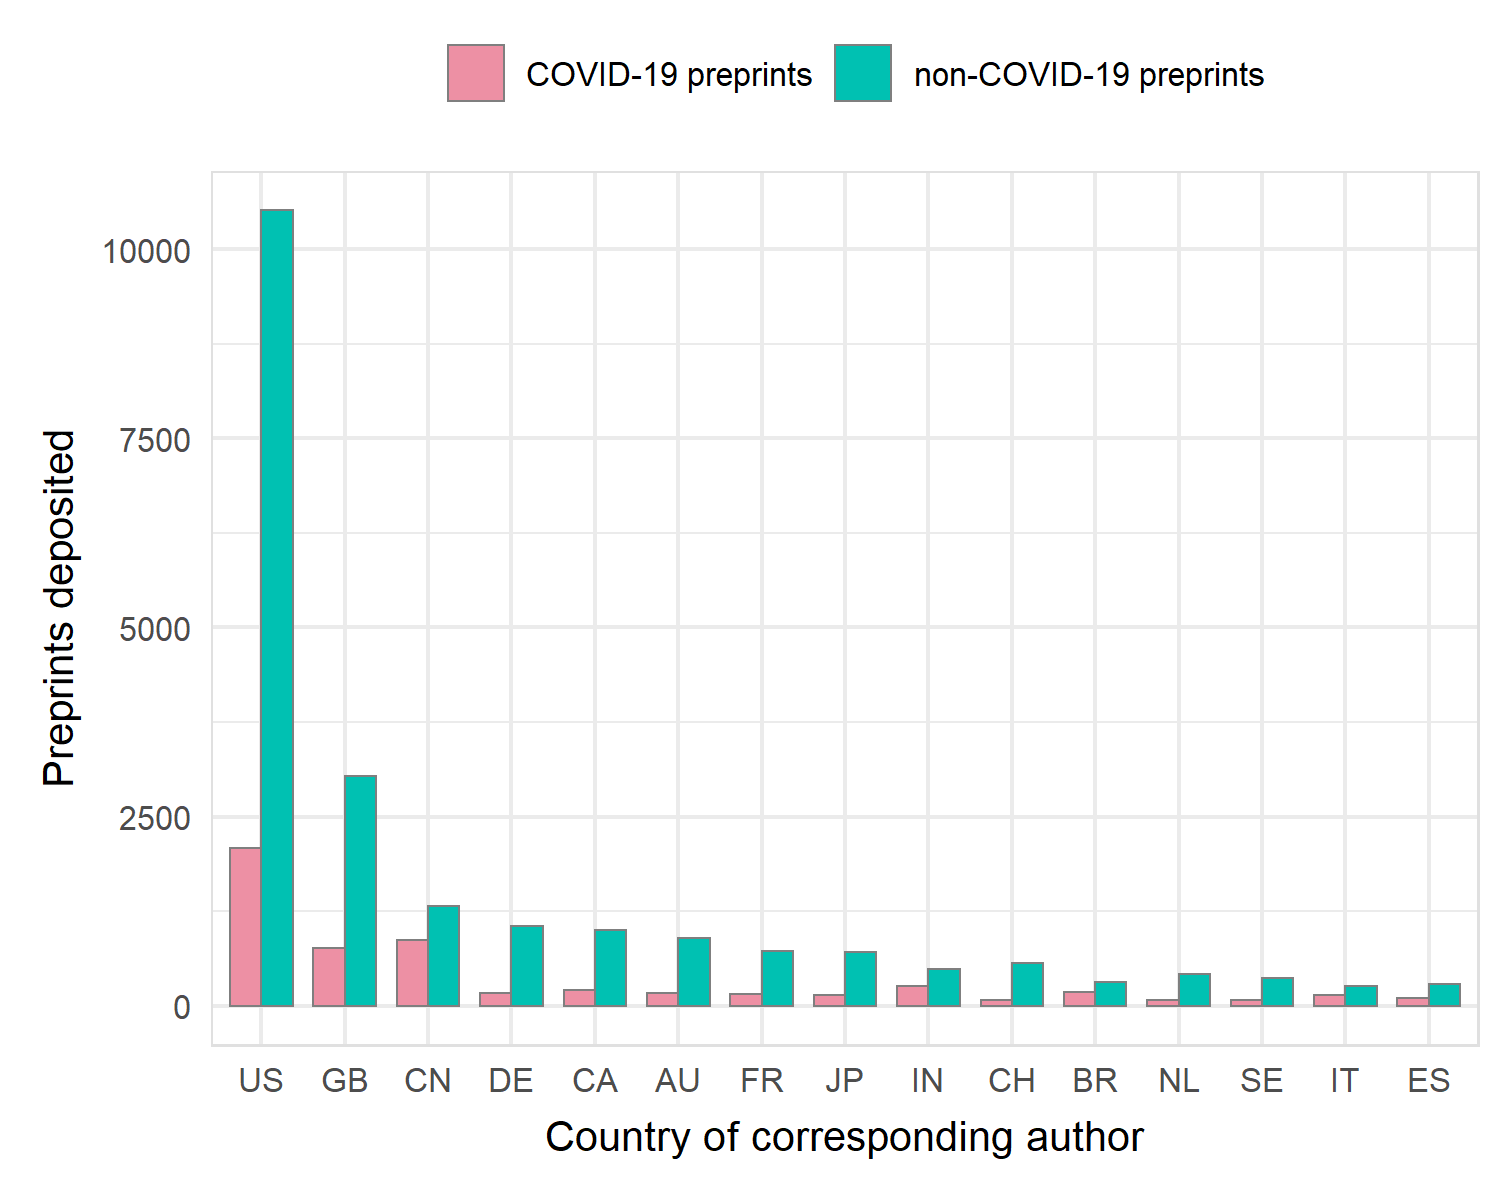 COVID-19 preprints non-COVID-19 preprints
Preprints deposited
10000
7500
5000
2500
0
US GB CN DE CA AU FR JP IN CH BR NL SE IT ES
Country of corresponding author